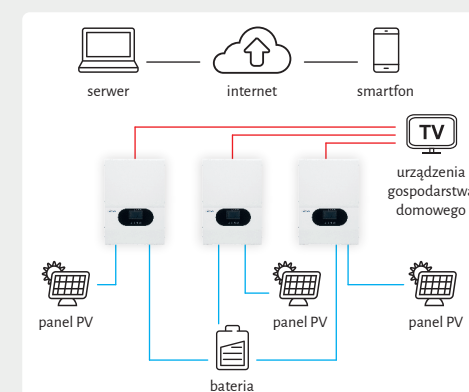 serwer
internet
smartfon
TV
urządzenia
gospodarstwa
domowego
panel PV
panel PV
panel PV
bateria